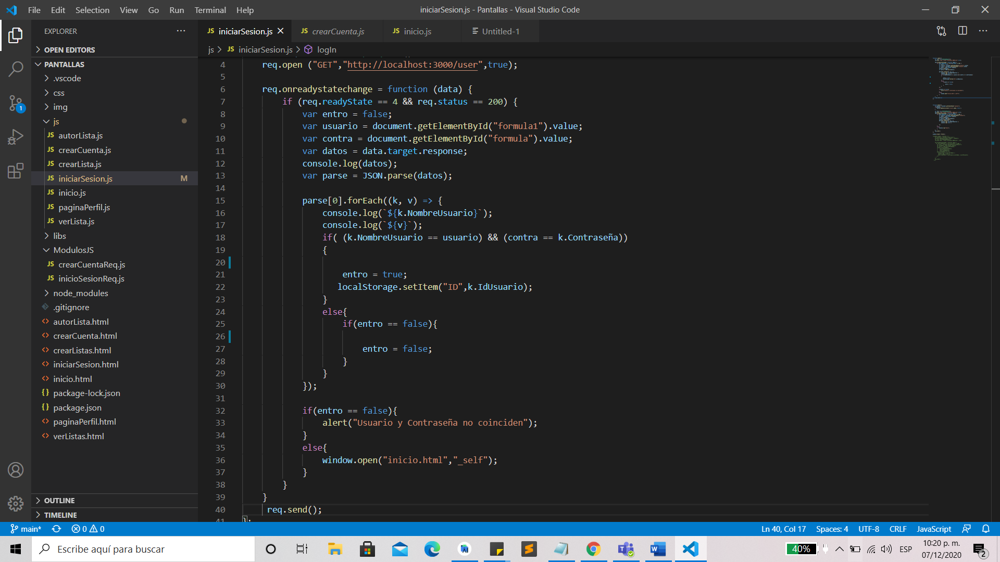 File Edit Selection View Go Run Terminal Help
iniciarSesion.js - Pantallas - Visual Studio Code
EXPLORER
OPEN EDITORS
PANTALLAS
.vscode
css
img
js
JS autorLista.js
JS crearCuenta.js
JS crearLista.js
JS iniciarSesion.js M
JS inicio.js
JS paginaPerfil.js
JS verLista.js
libs
ModulosJS
JS crearCuentaReq.js
JS inicioSesionReq.js
node_modules
.gitignore
<> autorLista.html
<> crearCuenta.html
<> crearListas.html
<> iniciarSesion.html
<> inicio.html
{} package-lock.json
{} package.json
<> paginaPerfil.html
<> verListas.html
OUTLINE
TIMELINE
1
JS iniciarSesion.js JS crearCuenta.js JS inicio.js Untitled-1
js > JS iniciarSesion.js > logIn
4 req.open ("GET","http://localhost:3000/user",true);
5
6 req.onreadystatechange = function (data) {
7 if (req.readyState == 4 && req.status == 200) {
8 var entro = false;
9 var usuario = document.getElementById("formula1").value;
10 var contra = document.getElementById("formula").value;
11 var datos = data.target.response;
12 console.log(datos);
13 var parse = JSON.parse(datos);
14
15 parse[0].forEach((k, v) => {
16 console.log(`${k.NombreUsuario}`);
17 console.log(`${v}`);
18 if( (k.NombreUsuario == usuario) && (contra == k.Contraseña))
19 {
20
21 entro = true;
22 localStorage.setItem("ID",k.IdUsuario);
23 }
24 else{
25 if(entro == false){
26
27 entro = false;
28 }
29 }
30 });
31
32 if(entro == false){
33 alert("Usuario y Contraseña no coinciden");
34 }
35 else{
36 window.open("inicio.html","_self");
37 }
38 }
39 }
40 req.send();
41 };
main* 0 0 Ln 40, Col 17 Spaces: 4 UTF-8 CRLF JavaScript
Escribe aquí para buscar
40% ESP 10:20 p. m.
07/12/2020 2